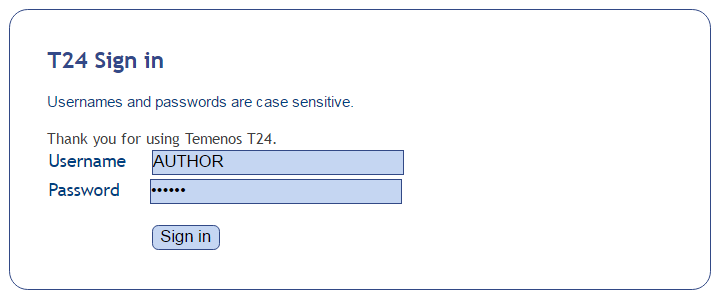 T24 Sign in
Usernames and passwords are case sensitive.
Thank you for using Temenos T24.
Username AUTHOR
Password ••••••
Sign in